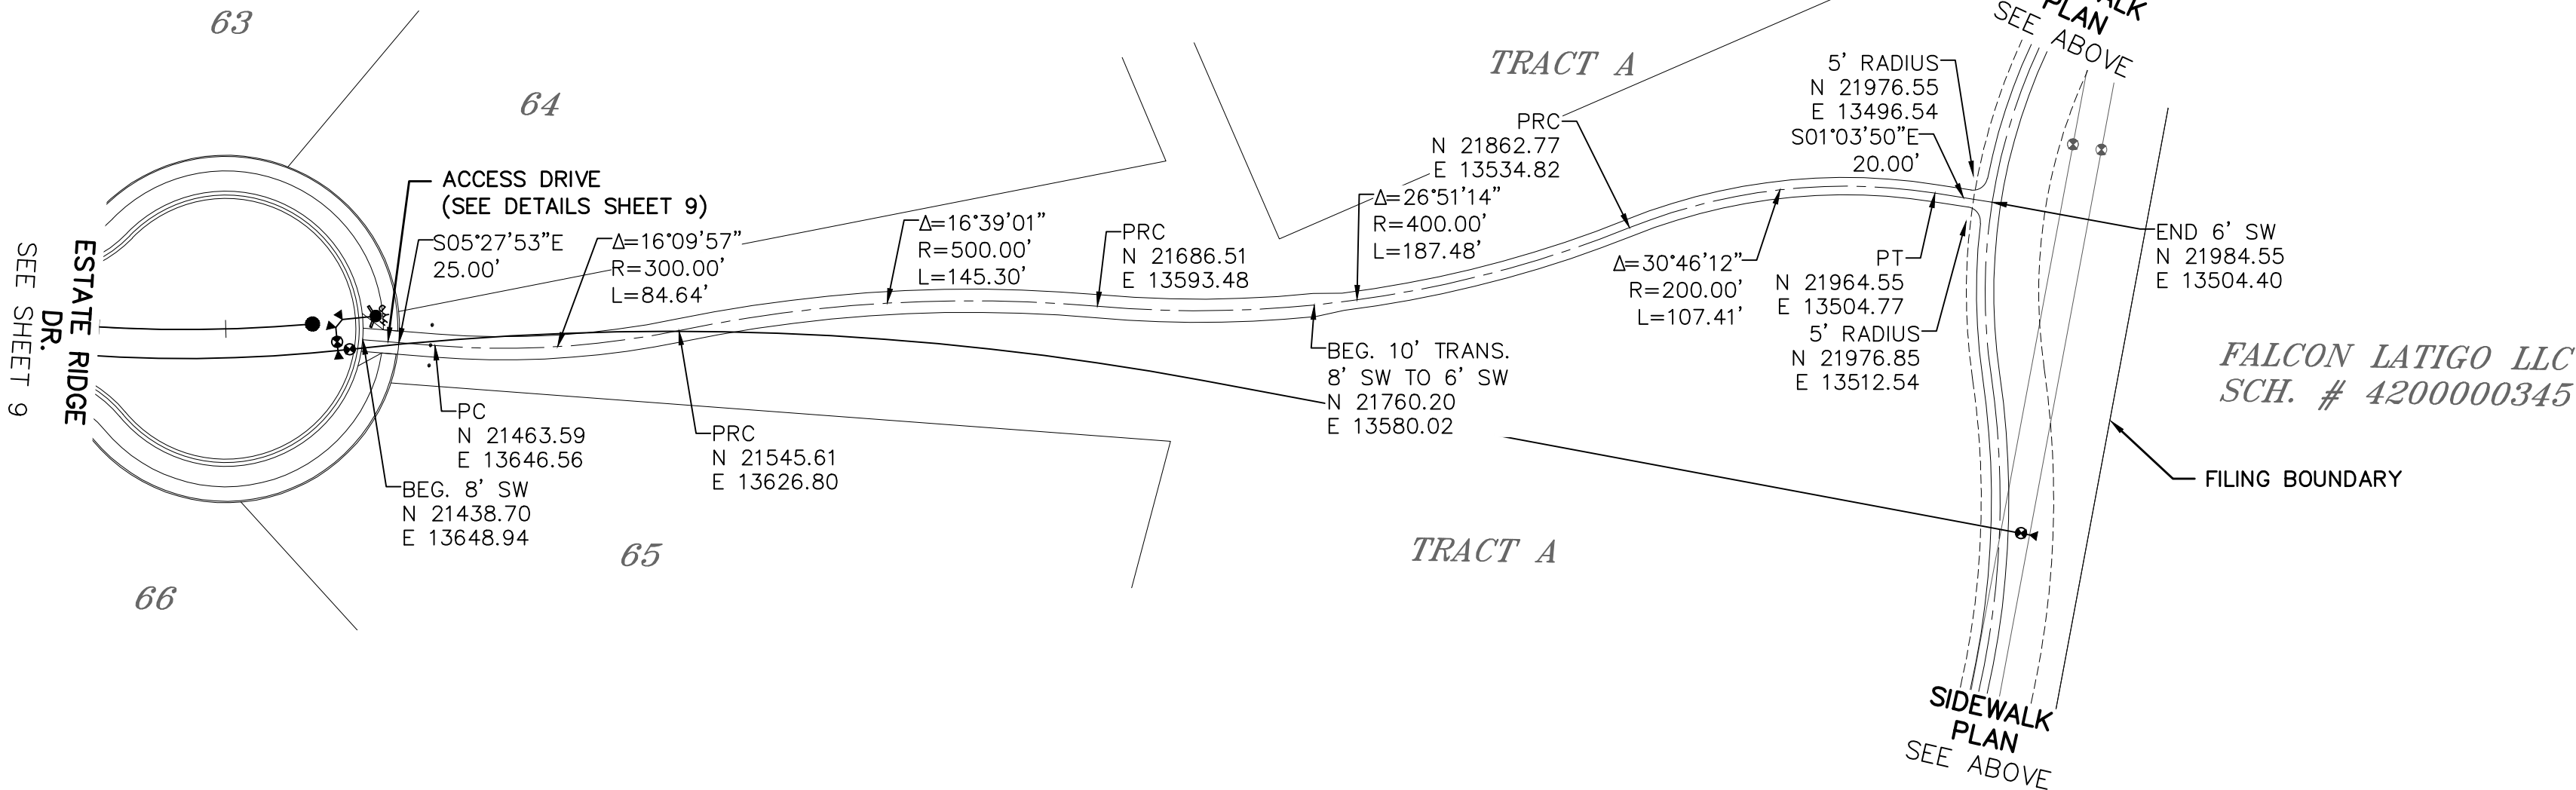 63
64
TRACT A
ALK
PLAN
SEE ABOVE
5' RADIUS
N 21976.55
E 13496.54
S01°03'50"E
20.00'
PRC
N 21862.77
E 13534.82
Δ=26°51'14"
R=400.00'
L=187.48'
ACCESS DRIVE
(SEE DETAILS SHEET 9)
S05°27'53"E
25.00'
Δ=16°09'57"
R=300.00'
L=84.64'
Δ=16°39'01"
R=500.00'
L=145.30'
PRC
N 21686.51
E 13593.48
Δ=30°46'12"
R=200.00'
L=107.41'
PT
N 21964.55
E 13504.77
5' RADIUS
N 21976.85
E 13512.54
END 6' SW
N 21984.55
E 13504.40
ESTATE RIDGE
DR.
SEE SHEET 9
BEG. 10' TRANS.
8' SW TO 6' SW
N 21760.20
E 13580.02
FALCON LATIGO LLC
SCH. # 4200000345
PC
N 21463.59
E 13646.56
PRC
N 21545.61
E 13626.80
BEG. 8' SW
N 21438.70
E 13648.94
FILING BOUNDARY
65
TRACT A
66
SIDEWALK
PLAN
SEE ABOVE